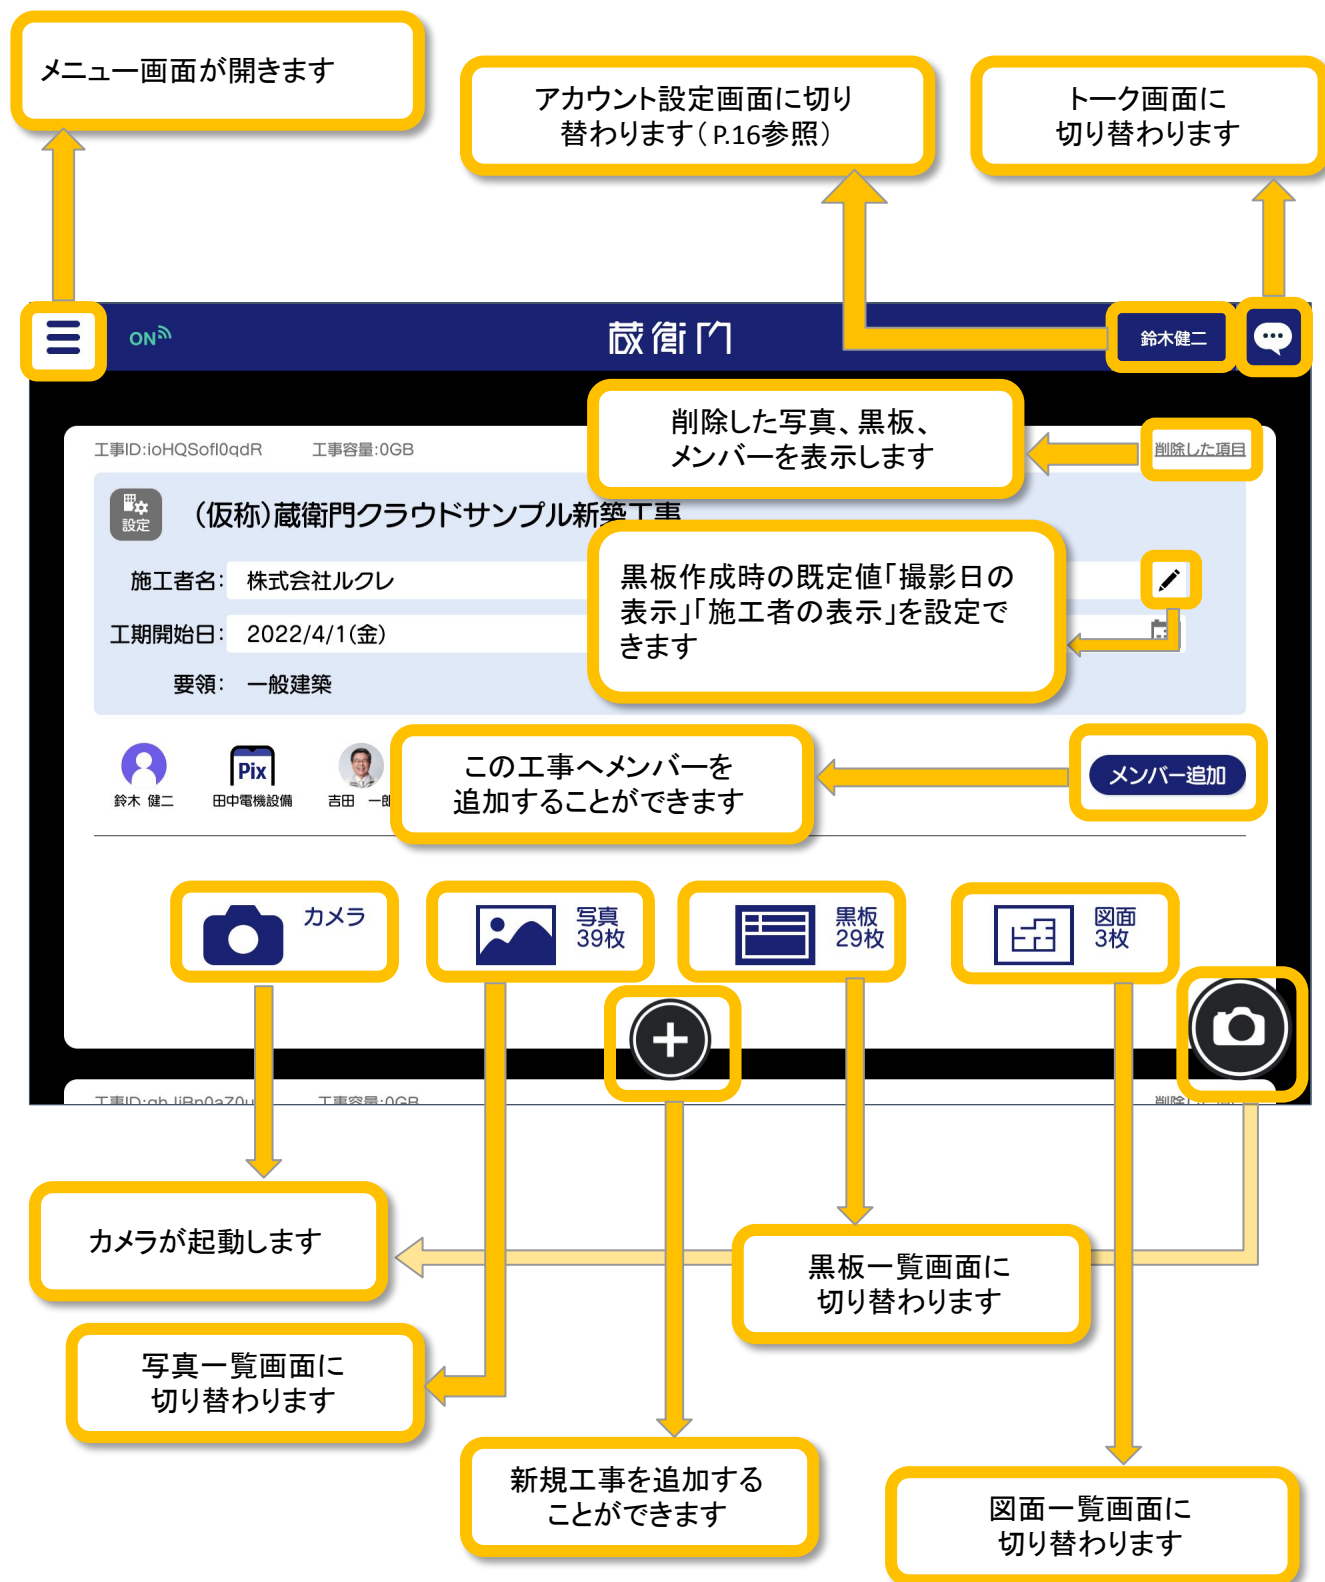 メニュー画面が開きます
アカウント設定画面に切り
替わります(P.16参照)
トーク画面に
切り替わります
ON
蔵衛門
鈴木健二
削除した写真、黒板、
メンバーを表示します
工事ID:ioHQSofl0qdR 工事容量:0GB
削除した項目
設定
(仮称)蔵衛門クラウドサンプル新築工事
施工者名: 株式会社ルクレ
工期開始日: 2022/4/1(金)
要領: 一般建築
黒板作成時の既定値「撮影日の
表示」「施工者の表示」を設定で
きます
鈴木 健二
Pix
田中電機設備
吉田 一郎
この工事へメンバーを
追加することができます
メンバー追加
カメラ
写真
39枚
黒板
29枚
図面
3枚
工事容量:0GB
カメラが起動します
黒板一覧画面に
切り替わります
写真一覧画面に
切り替わります
新規工事を追加する
ことができます
図面一覧画面に
切り替わります